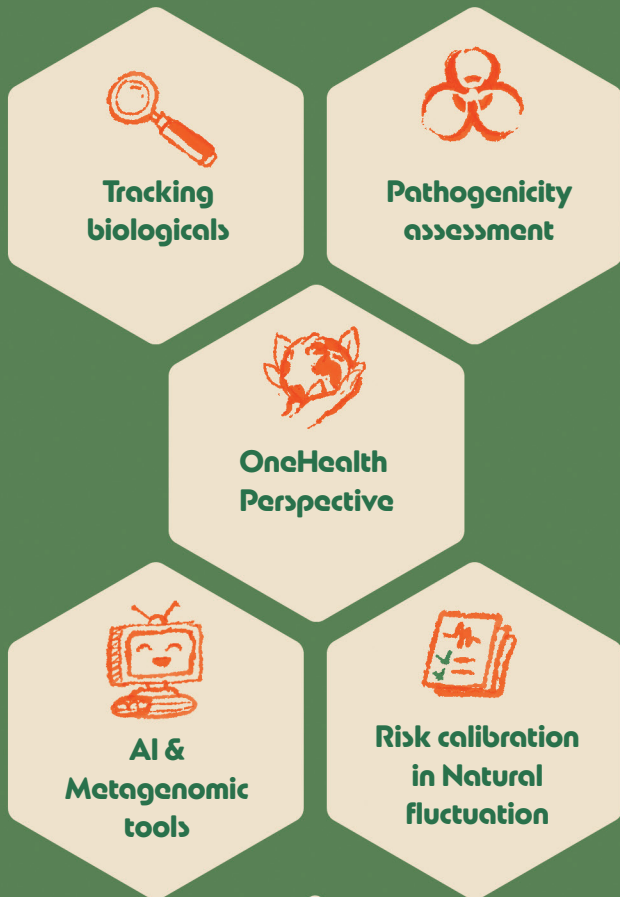 Tracking
biologicals
Pathogenicity
assessment
OneHealth
Perspective
AI &
Metagenomic
tools
Risk calibration
in Natural
fluctuation